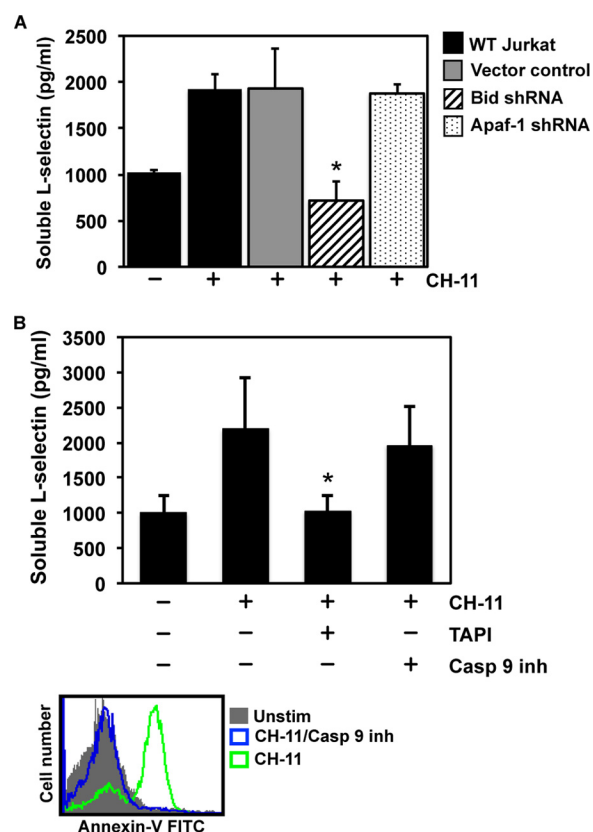 A
2500
2000
1500
1000
500
0
Soluble L-selectin (pg/ml)
*
− + + + + CH-11
WT Jurkat
Vector control
Bid shRNA
Apaf-1 shRNA
B
3500
3000
2500
2000
1500
1000
500
0
Soluble L-selectin (pg/ml)
*
− + + + CH-11
− − + − TAPI
− − − + Casp 9 inh
Cell number
Annexin-V FITC
Unstim
CH-11/Casp 9 inh
CH-11